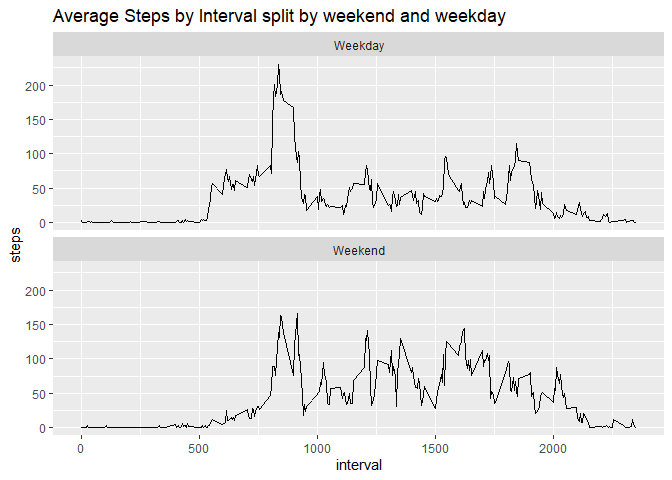 Average Steps by Interval split by weekend and weekday
Weekday
200
150
100
50
0
steps
Weekend
200
150
100
50
0
0 500 1000 1500 2000
interval